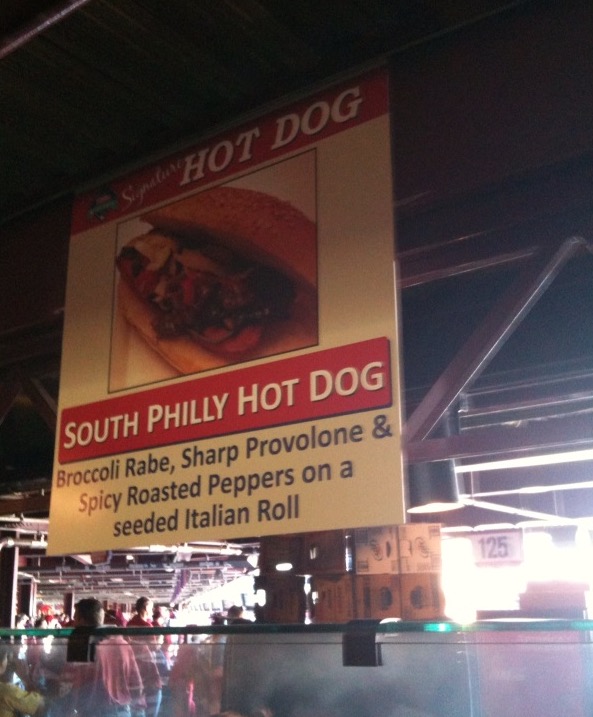 Signature HOT DOG
SOUTH PHILLY HOT DOG
Broccoli Rabe, Sharp Provolone &
Spicy Roasted Peppers on a
seeded Italian Roll
125